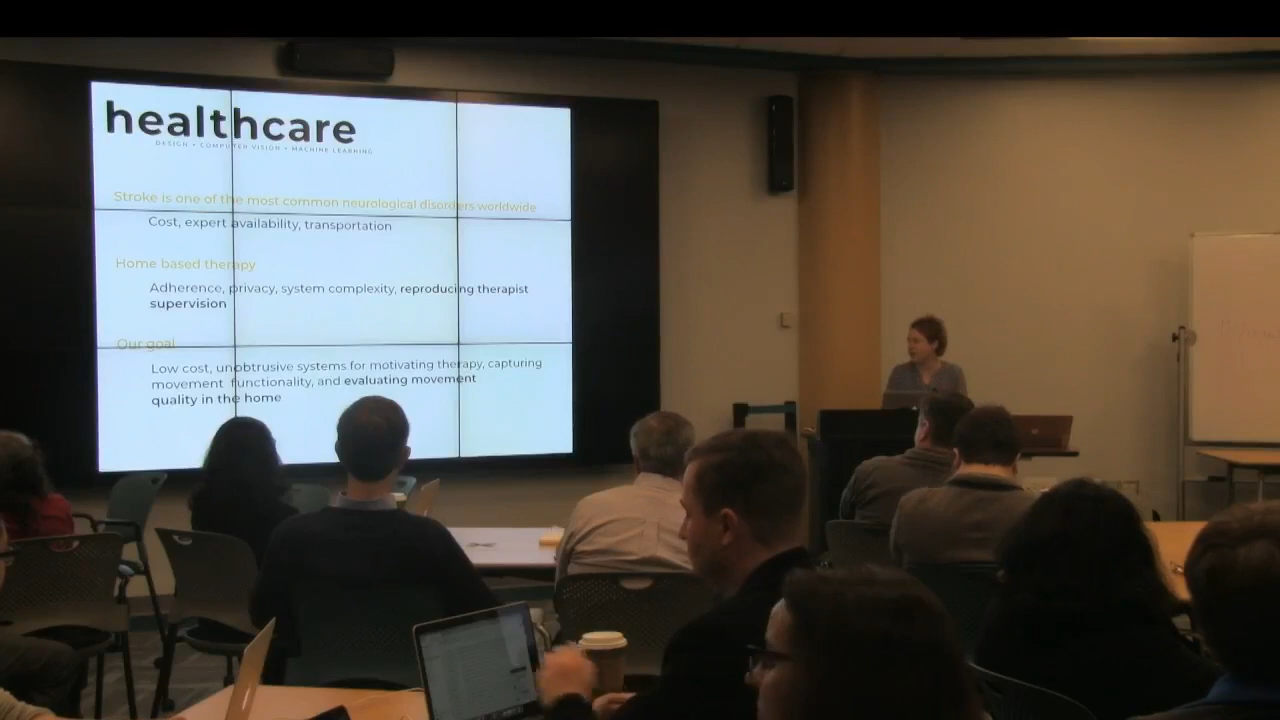 healthcare
DESIGN • COMPUTER VISION • MACHINE LEARNING
Stroke is one of the most common neurological disorders worldwide
Cost, expert availability, transportation
Home based therapy
Adherence, privacy, system complexity, reproducing therapist
supervision
Our goal
Low cost, unobtrusive systems for motivating therapy, capturing
movement functionality, and evaluating movement
quality in the home